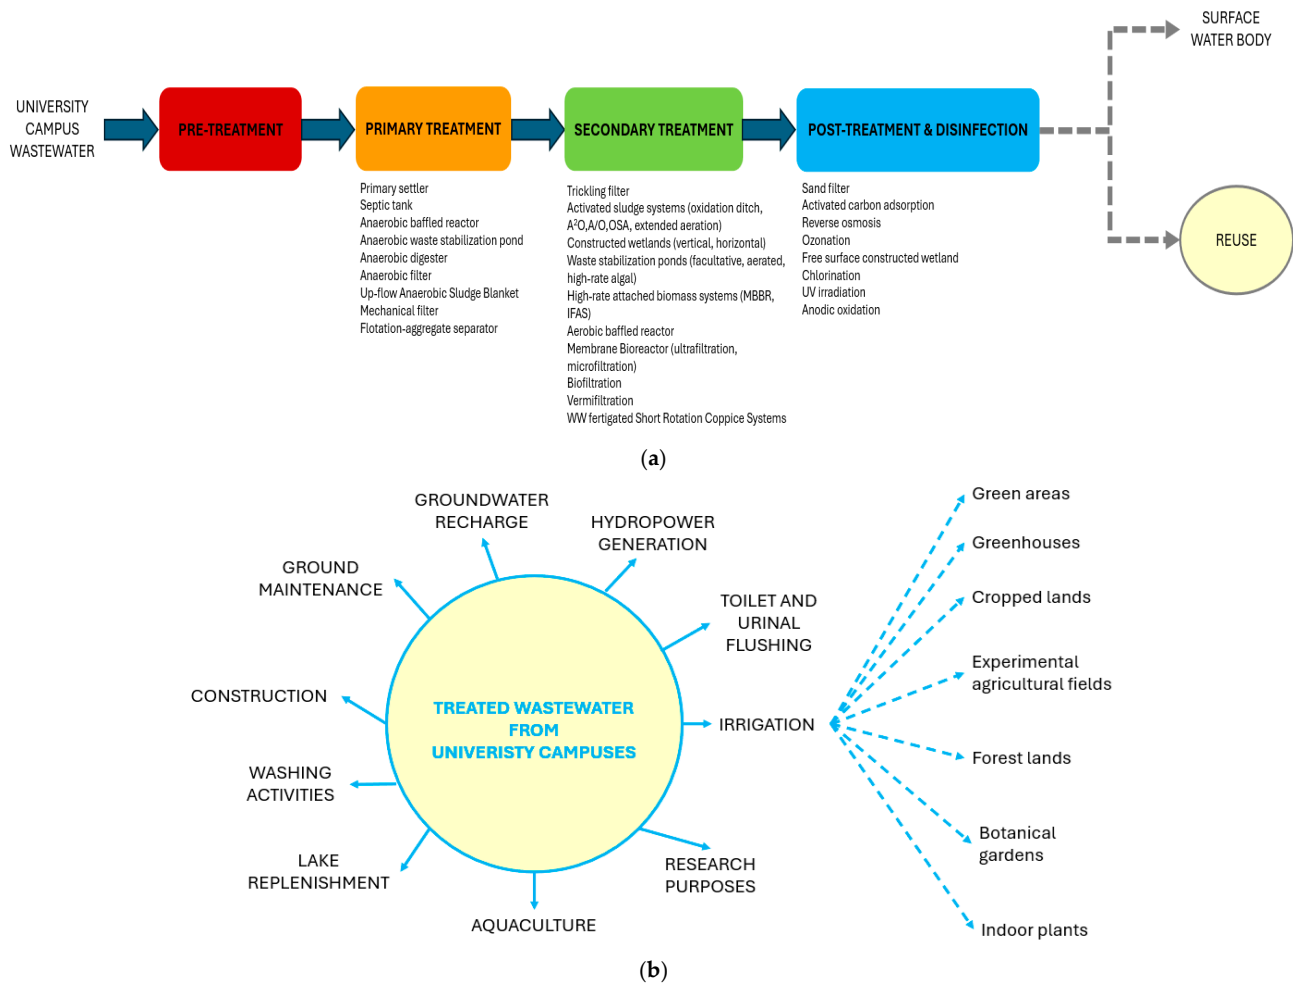 SURFACE
WATER BODY
UNIVERSITY
CAMPUS
WASTEWATER
PRE-TREATMENT
PRIMARY TREATMENT
SECONDARY TREATMENT
POST-TREATMENT & DISINFECTION
REUSE
Primary settler
Septic tank
Anaerobic baffled reactor
Anaerobic waste stabilization pond
Anaerobic digester
Anaerobic filter
Up-flow Anaerobic Sludge Blanket
Mechanical filter
Flotation-aggregate separator
Trickling filter
Activated sludge systems (oxidation ditch,
A²O,A/O,OSA, extended aeration)
Constructed wetlands (vertical, horizontal)
Waste stabilization ponds (facultative, aerated,
high-rate algal)
High-rate attached biomass systems (MBBR,
IFAS)
Aerobic baffled reactor
Membrane Bioreactor (ultrafiltration,
microfiltration)
Biofiltration
Vermifiltration
WW fertigated Short Rotation Coppice Systems
Sand filter
Activated carbon adsorption
Reverse osmosis
Ozonation
Free surface constructed wetland
Chlorination
UV irradiation
Anodic oxidation
(a)
GROUNDWATER
RECHARGE
HYDROPOWER
GENERATION
GROUND
MAINTENANCE
TOILET AND
URINAL
FLUSHING
CONSTRUCTION
TREATED WASTEWATER
FROM
UNIVERISTY CAMPUSES
IRRIGATION
WASHING
ACTIVITIES
LAKE
REPLENISHMENT
RESEARCH
PURPOSES
AQUACULTURE
Green areas
Greenhouses
Cropped lands
Experimental
agricultural fields
Forest lands
Botanical
gardens
Indoor plants
(b)